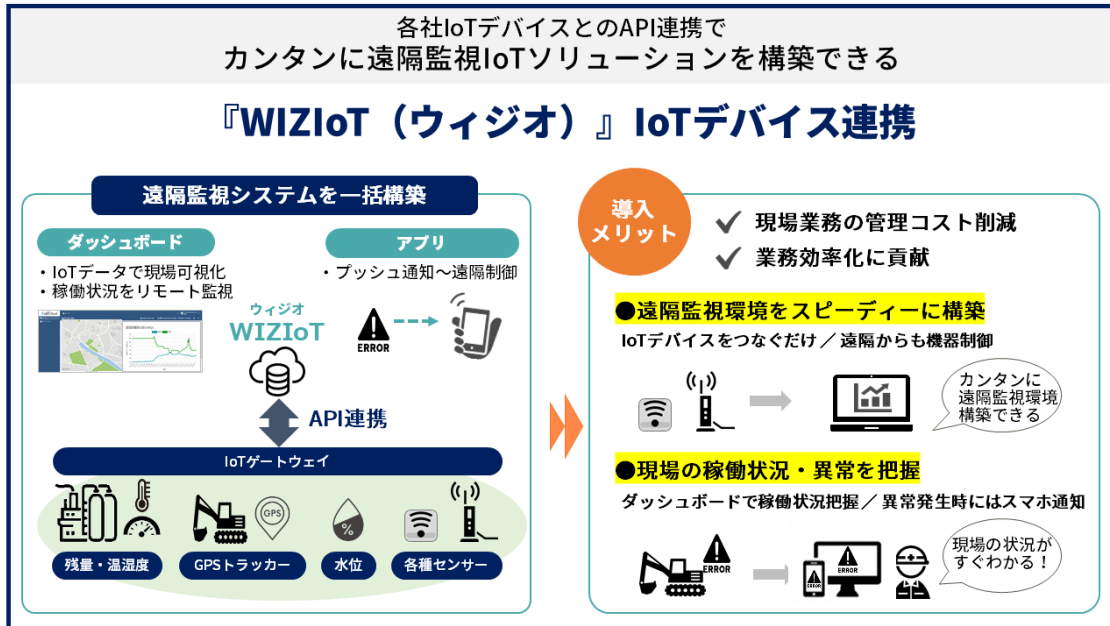 各社IoTデバイスとのAPI連携で
カンタンに遠隔監視IoTソリューションを構築できる
『WIZIoT（ウィジオ）』IoTデバイス連携
遠隔監視システムを一括構築
ダッシュボード
・IoTデータで現場可視化
・稼働状況をリモート監視
アプリ
・プッシュ通知～遠隔制御
ウィジオ
WIZIoT
ERROR
API連携
IoTゲートウェイ
GPS
%
残量・温湿度
GPSトラッカー
水位
各種センサー
導入
メリット
現場業務の管理コスト削減
業務効率化に貢献
●遠隔監視環境をスピーディーに構築
IoTデバイスをつなぐだけ／遠隔からも機器制御
カンタンに
遠隔監視環境
構築できる
●現場の稼働状況・異常を把握
ダッシュボードで稼働状況把握／異常発生時にはスマホ通知
ERROR
ERROR
ERROR
現場の状況が
すぐわかる！